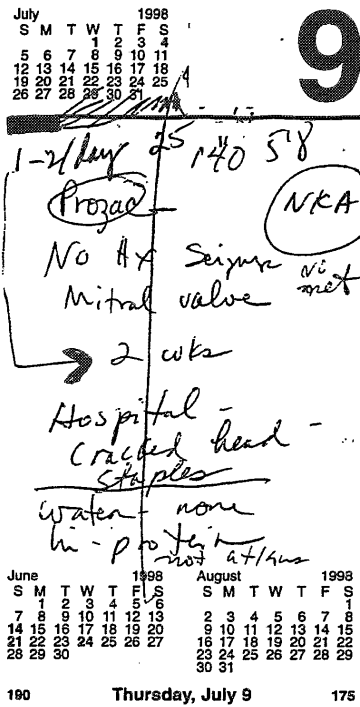 July 1998
S M T W T F S
1 2 3 4
5 6 7 8 9 10 11
12 13 14 15 16 17 18
19 20 21 22 23 24 25
26 27 28 29 30 31
9
1-2/day 25 140 5'8
Prozac
NKA
No Hx Seizure
Mitral valve
2 wks
Hospital -
Cracked head -
Staples
water - none
hi - protein
June 1998
S M T W T F S
1 2 3 4 5 6
7 8 9 10 11 12 13
14 15 16 17 18 19 20
21 22 23 24 25 26 27
28 29 30
August 1998
S M T W T F S
1
2 3 4 5 6 7 8
9 10 11 12 13 14 15
16 17 18 19 20 21 22
23 24 25 26 27 28 29
30 31
190 Thursday, July 9 175